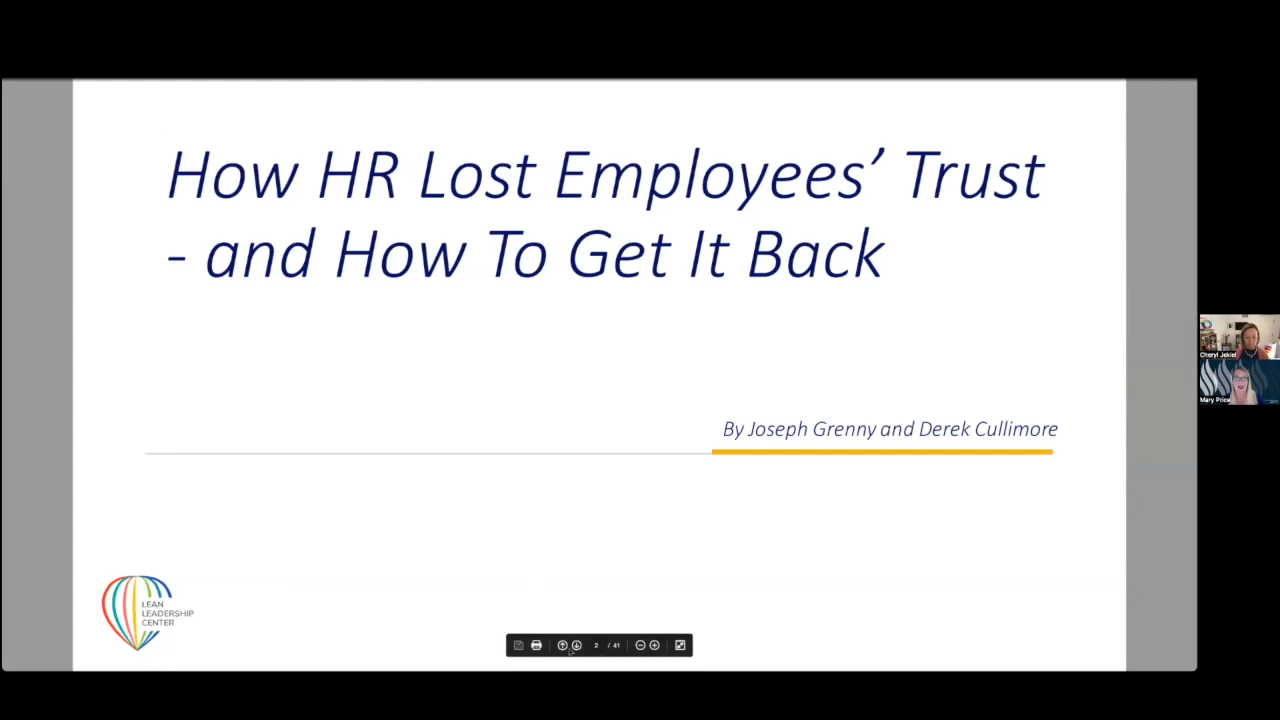 How HR Lost Employees’ Trust
- and How To Get It Back
By Joseph Grenny and Derek Cullimore
LEAN
LEADERSHIP
CENTER
2 / 41
Cheryl Jekiel
Mary Price